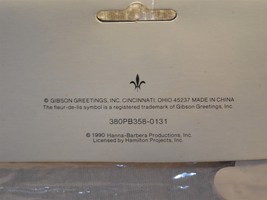 © GIBSON GREETINGS, INC. CINCINNATI, OHIO 45237 MADE IN CHINA
The fleur-de-lis symbol is a registered trademark of Gibson Greetings, Inc.
380PB358-0131
© 1990 Hanna-Barbera Productions, Inc.
Licensed by Hamilton Projects, Inc.